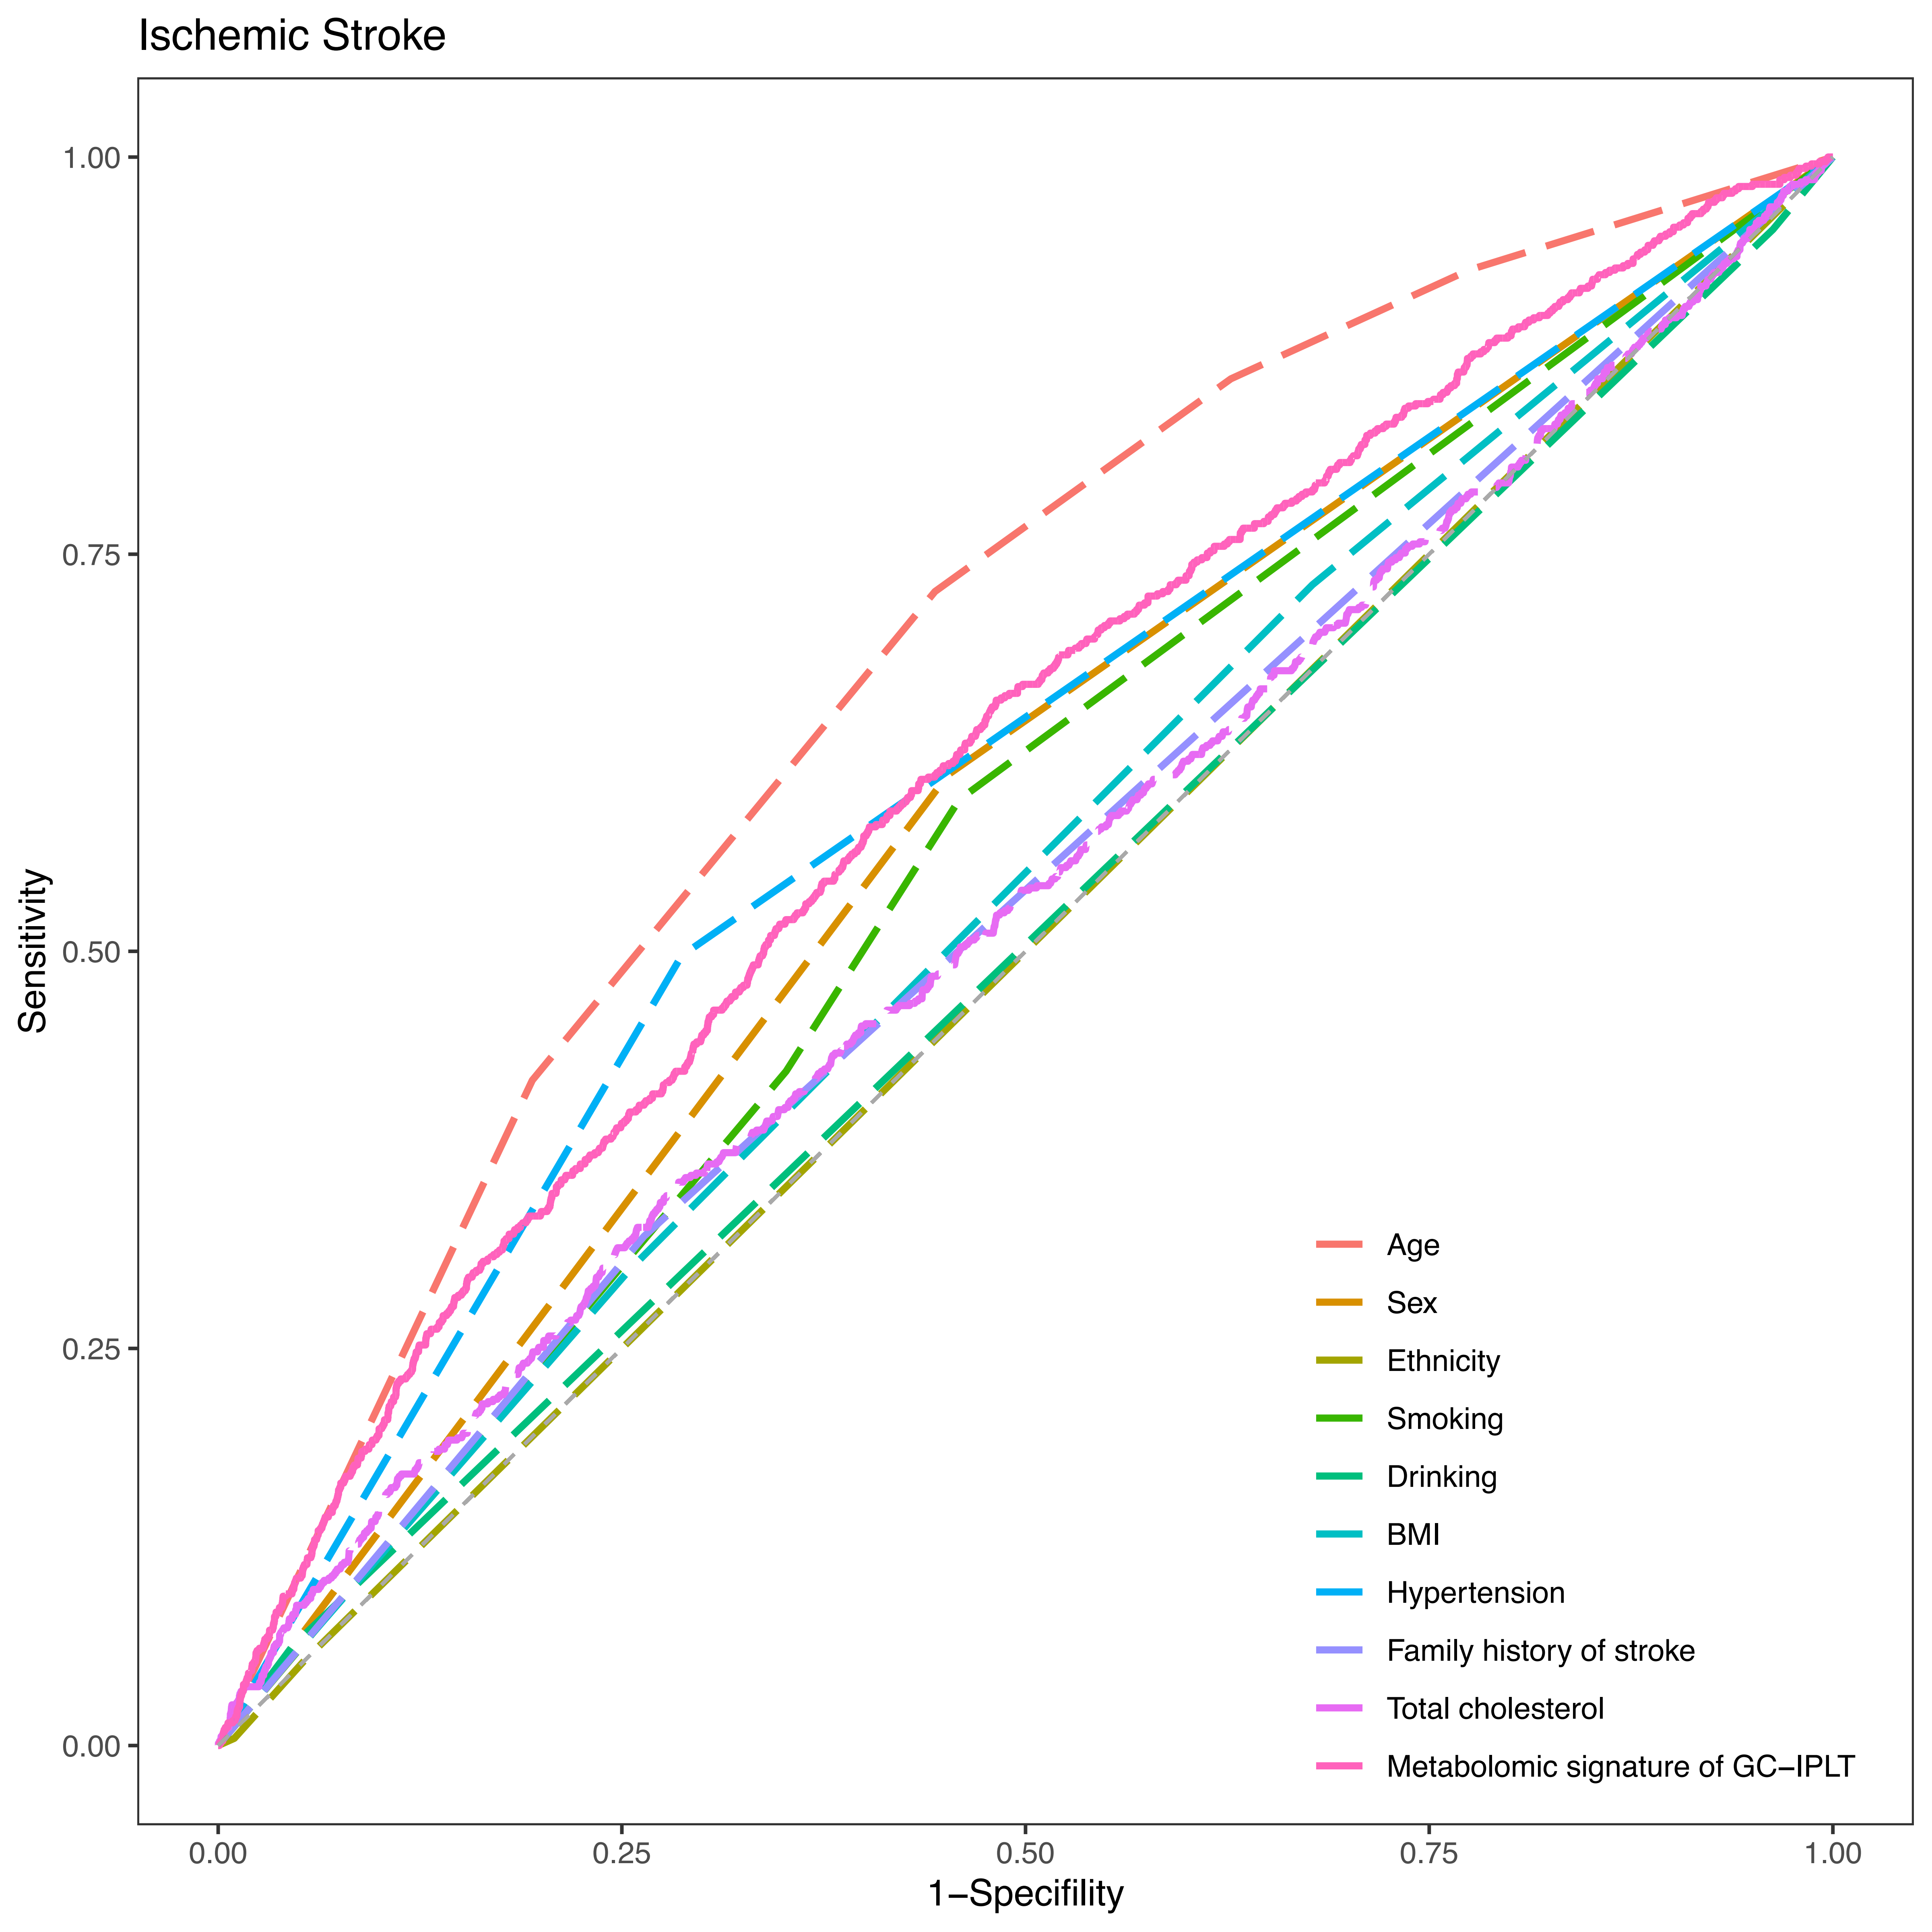 Ischemic Stroke
1.00
0.75
0.50
0.25
0.00
Sensitivity
Age
Sex
Ethnicity
Smoking
Drinking
BMI
Hypertension
Family history of stroke
Total cholesterol
Metabolomic signature of GC−IPLT
0.00 0.25 0.50 0.75 1.00
1−Specifility